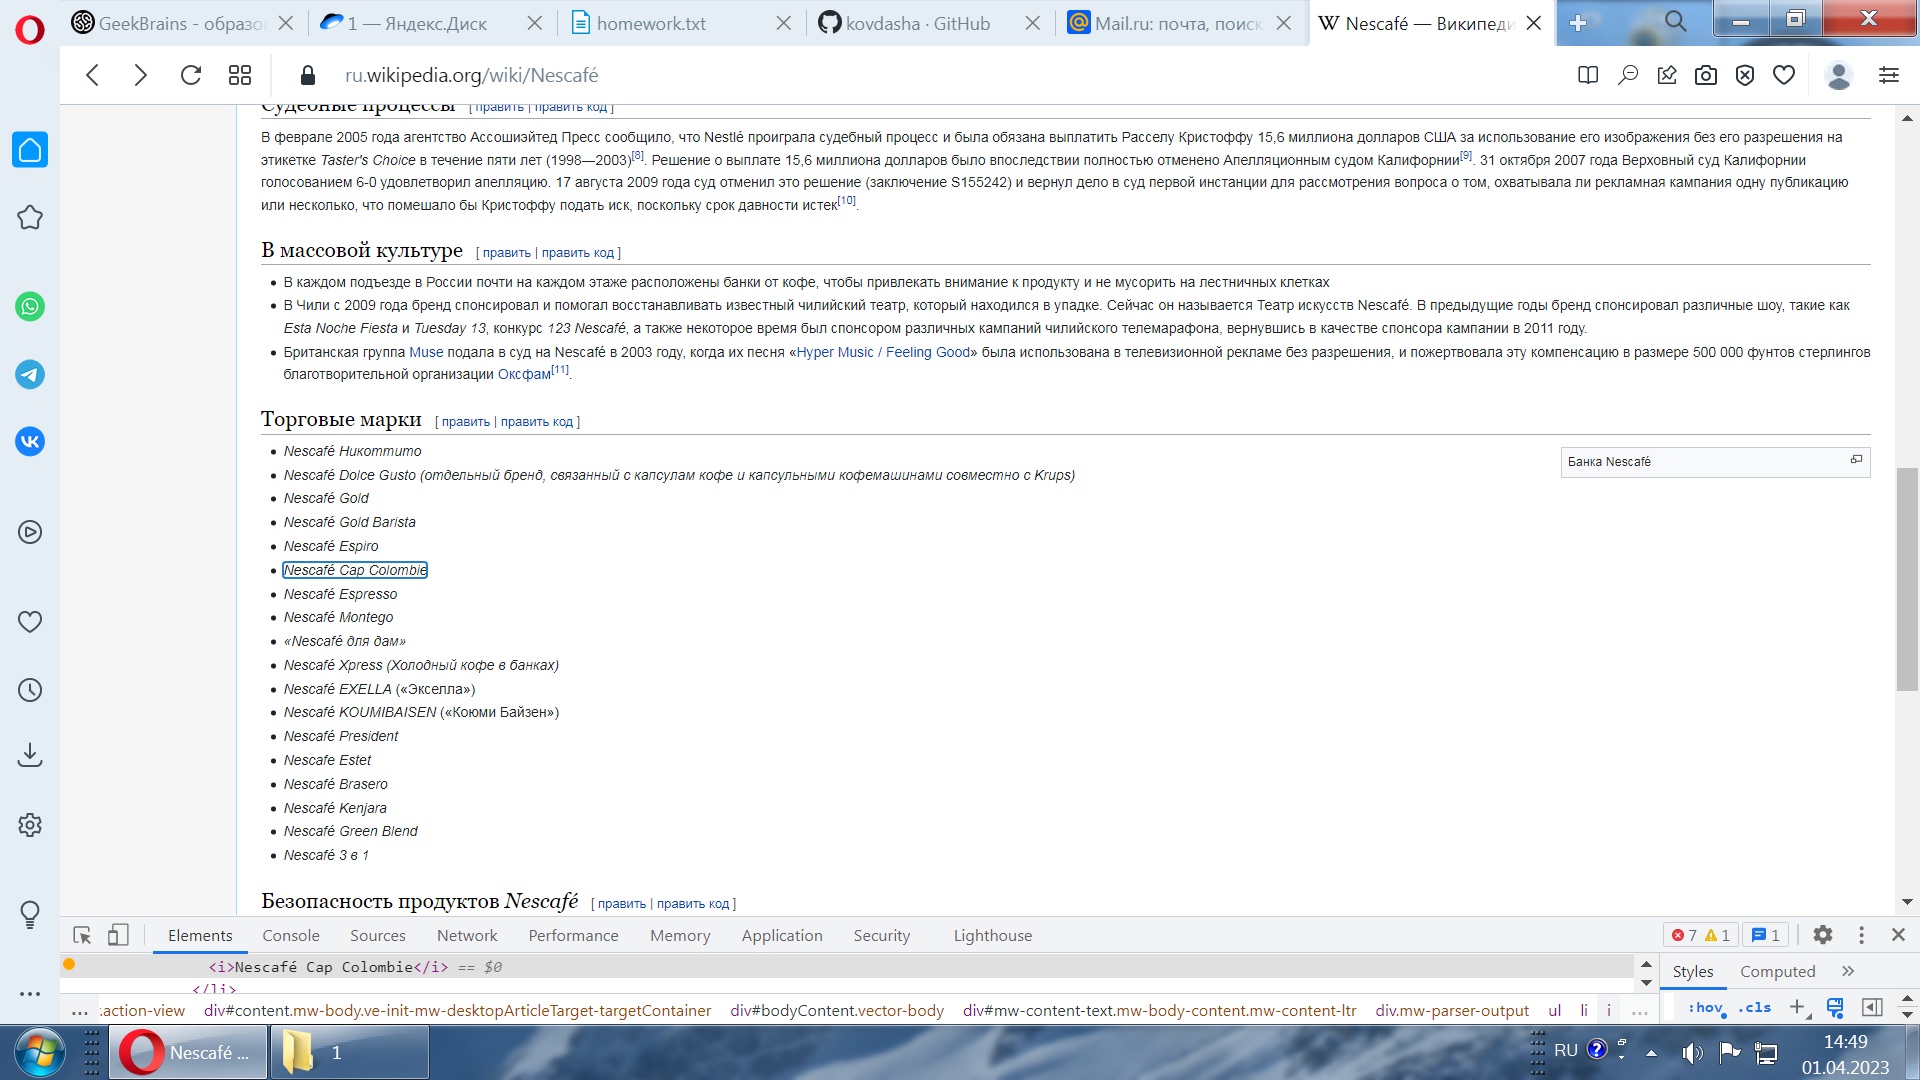 GeekBrains - образо
1 — Яндекс.Диск
homework.txt
kovdasha · GitHub
Mail.ru: почта, поиск
Nescafé — Википеди
ru.wikipedia.org/wiki/Nescafé
Судебные процессы [ править | править код ]
В феврале 2005 года агентство Ассошиэйтед Пресс сообщило, что Nestlé проиграла судебный процесс и была обязана выплатить Расселу Кристоффу 15,6 миллиона долларов США за использование его изображения без его разрешения на
этикетке Taster's Choice в течение пяти лет (1998—2003)[8]. Решение о выплате 15,6 миллиона долларов было впоследствии полностью отменено Апелляционным судом Калифорнии[9]. 31 октября 2007 года Верховный суд Калифорнии
голосованием 6-0 удовлетворил апелляцию. 17 августа 2009 года суд отменил это решение (заключение S155242) и вернул дело в суд первой инстанции для рассмотрения вопроса о том, охватывала ли рекламная кампания одну публикацию
или несколько, что помешало бы Кристоффу подать иск, поскольку срок давности истек[10].
В массовой культуре [ править | править код ]
В каждом подъезде в России почти на каждом этаже расположены банки от кофе, чтобы привлекать внимание к продукту и не мусорить на лестничных клетках
В Чили с 2009 года бренд спонсировал и помогал восстанавливать известный чилийский театр, который находился в упадке. Сейчас он называется Театр искусств Nescafé. В предыдущие годы бренд спонсировал различные шоу, такие как
Esta Noche Fiesta и Tuesday 13, конкурс 123 Nescafé, а также некоторое время был спонсором различных кампаний чилийского телемарафона, вернувшись в качестве спонсора кампании в 2011 году.
Британская группа Muse подала в суд на Nescafé в 2003 году, когда их песня «Hyper Music / Feeling Good» была использована в телевизионной рекламе без разрешения, и пожертвовала эту компенсацию в размере 500 000 фунтов стерлингов
благотворительной организации Оксфам[11].
Торговые марки [ править | править код ]
Банка Nescafé
Nescafé Никоттито
Nescafé Dolce Gusto (отдельный бренд, связанный с капсулам кофе и капсульными кофемашинами совместно с Krups)
Nescafé Gold
Nescafé Gold Barista
Nescafé Espiro
Nescafé Cap Colombie
Nescafé Espresso
Nescafé Montego
«Nescafé для дам»
Nescafé Xpress (Холодный кофе в банках)
Nescafé EXELLA («Экселла»)
Nescafé KOUMIBAISEN («Коюми Байзен»)
Nescafé President
Nescafe Estet
Nescafé Brasero
Nescafé Kenjara
Nescafé Green Blend
Nescafé 3 в 1
Безопасность продуктов Nescafé [ править | править код ]
Elements Console Sources Network Performance Memory Application Security Lighthouse
7 1 1
<i>Nescafé Cap Colombie</i> == $0
</li>
Styles Computed »
... .action-view div#content.mw-body.ve-init-mw-desktopArticleTarget-targetContainer div#bodyContent.vector-body div#mw-content-text.mw-body-content.mw-content-ltr div.mw-parser-output ul li i ...
:hov .cls
Nescafé ...
1
RU
14:49
01.04.2023